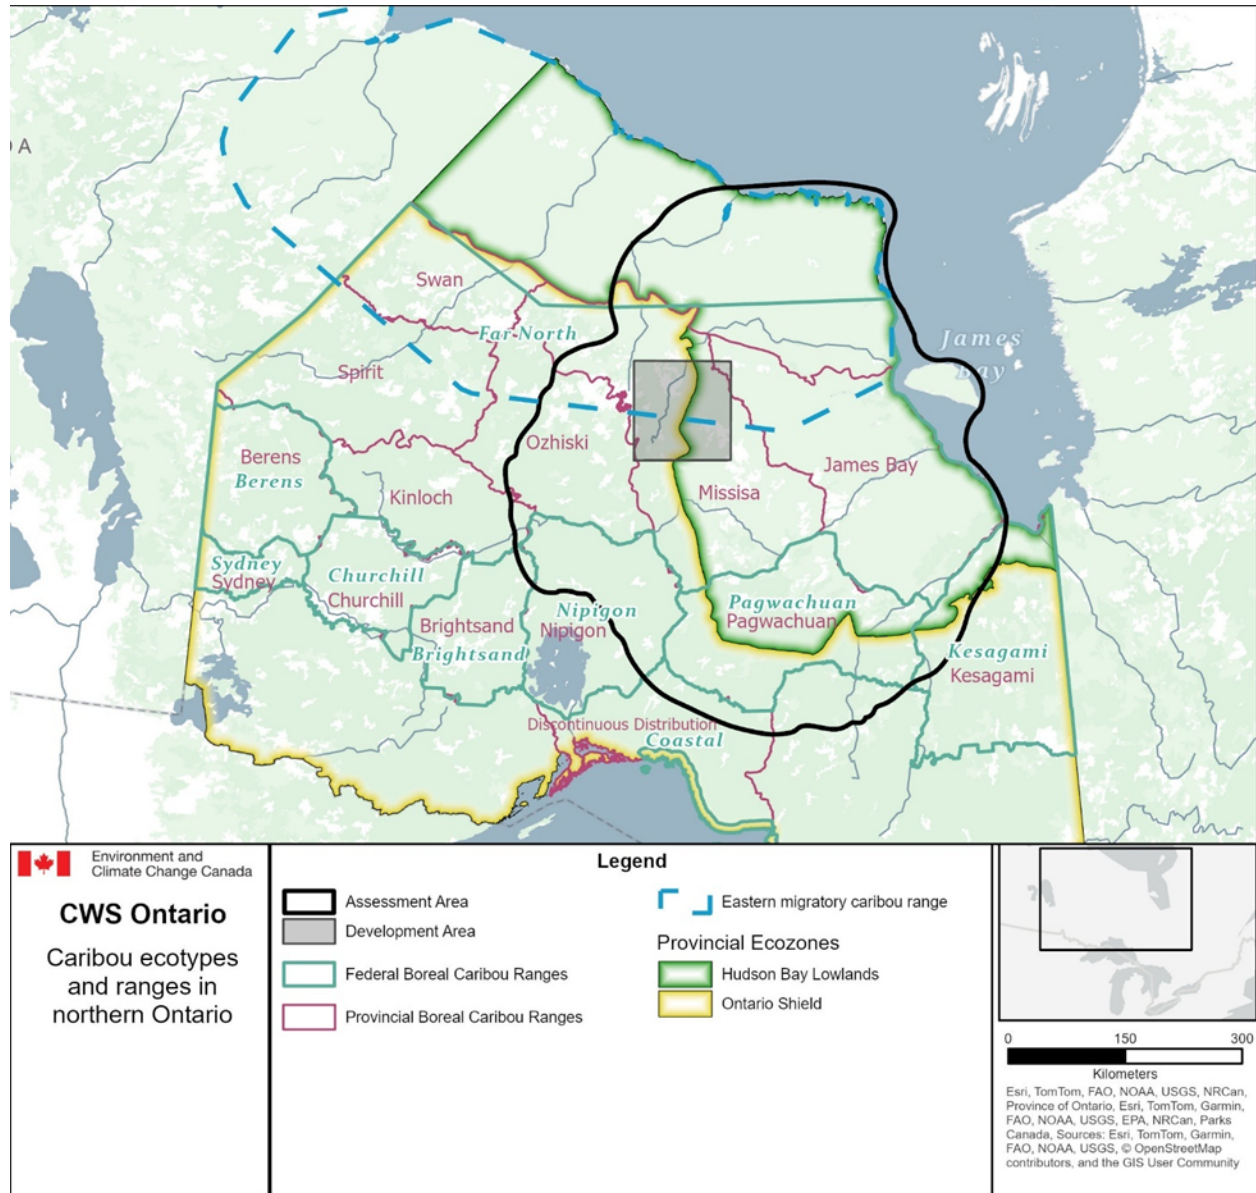 D A
Swan
Far North
James
Bay
Spirit
Ozhiski
Berens
Berens
Kinloch
James Bay
Missisa
Sydney
Sydney
Churchill
Churchill
Nipigon
Nipigon
Pagwachuan
Pagwachuan
Brightsand
Brightsand
Kesagami
Kesagami
Discontinuous Distribution
Coastal
Environment and
Climate Change Canada
CWS Ontario
Caribou ecotypes
and ranges in
northern Ontario
Legend
Assessment Area
Development Area
Federal Boreal Caribou Ranges
Provincial Boreal Caribou Ranges
Eastern migratory caribou range
Provincial Ecozones
Hudson Bay Lowlands
Ontario Shield
0 150 300
Kilometers
Esri, TomTom, FAO, NOAA, USGS, NRCan,
Province of Ontario, Esri, TomTom, Garmin,
FAO, NOAA, USGS, EPA, NRCan, Parks
Canada, Sources: Esri, TomTom, Garmin,
FAO, NOAA, USGS, © OpenStreetMap
contributors, and the GIS User Community